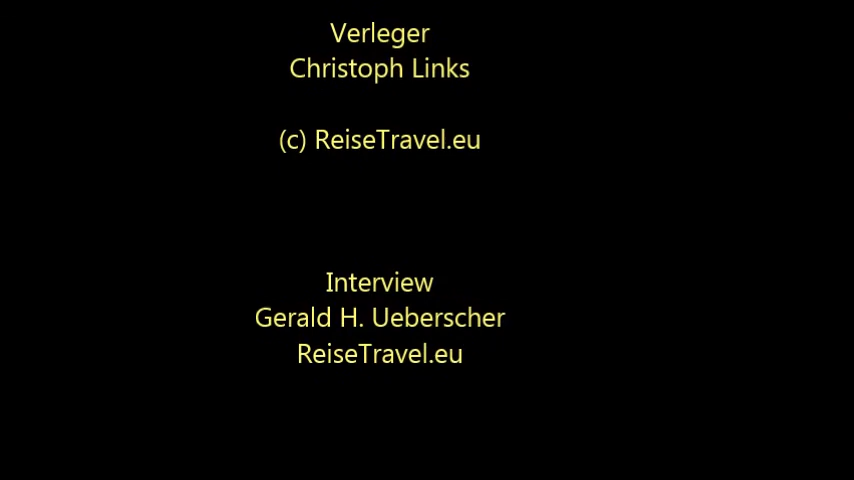 Verleger
Christoph Links
(c) ReiseTravel.eu
Interview
Gerald H. Ueberscher
ReiseTravel.eu